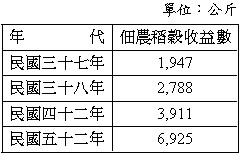 單位：公斤
年　　代 佃農稻穀收益數
民國三十七年 1,947
民國三十八年 2,788
民國四十二年 3,911
民國五十二年 6,925